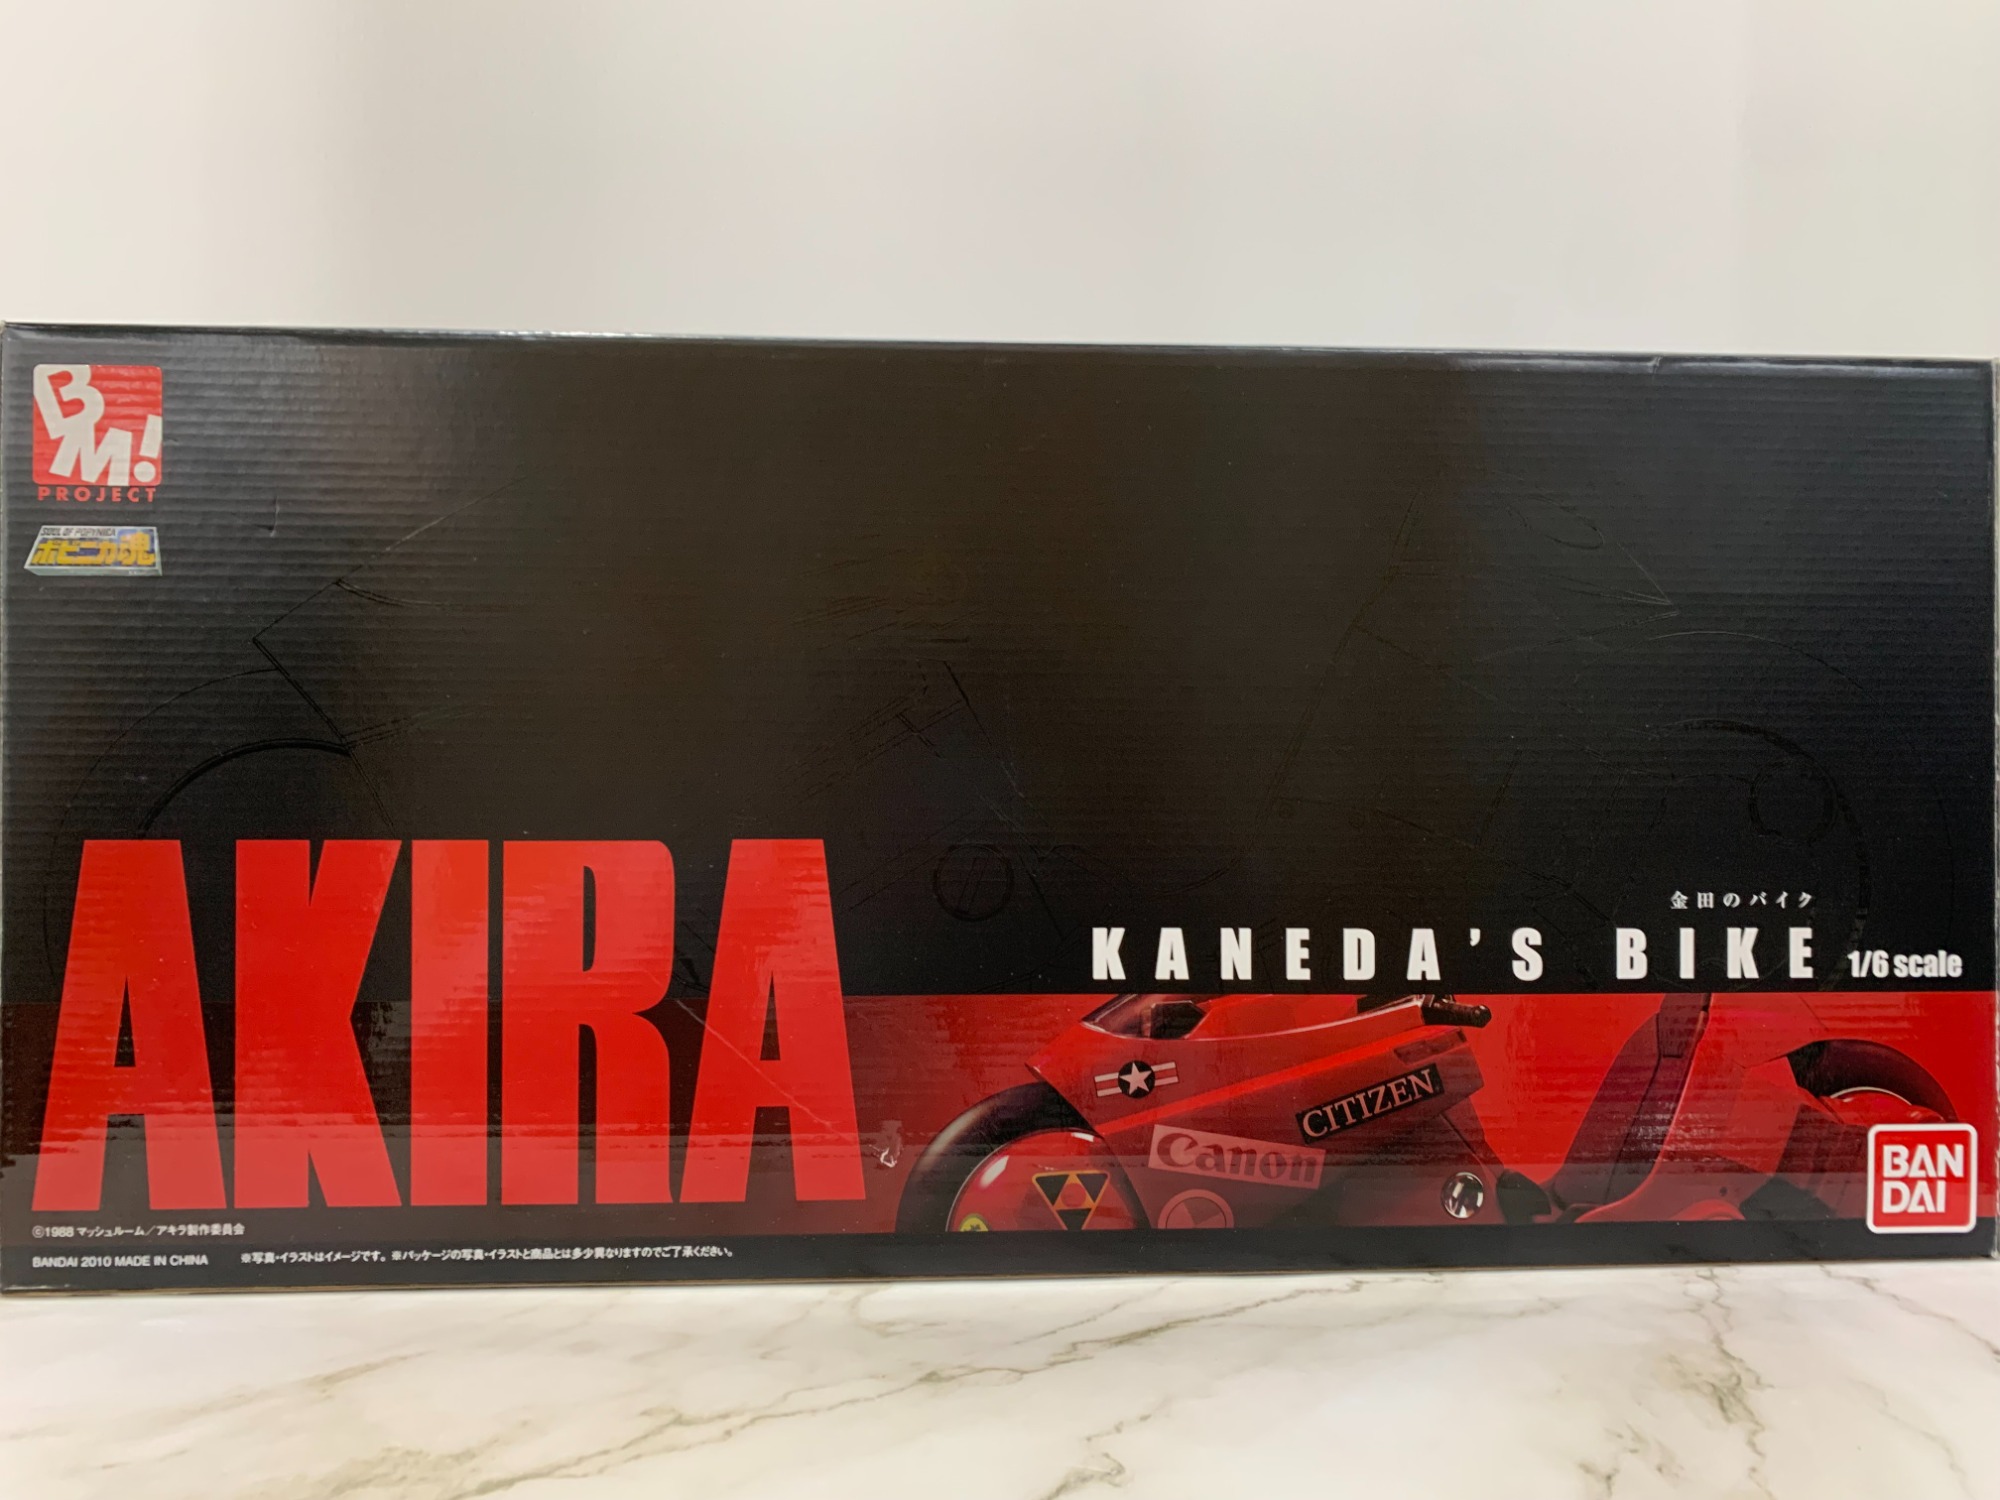 BM!
PROJECT
SOUL OF POPYNICA
ポピニカ魂
AKIRA
金田のバイク
KANEDA'S BIKE 1/6 scale
CITIZEN
Canon
BAN
DAI
©1988 マッシュルーム／アキラ製作委員会
BANDAI 2010 MADE IN CHINA ※写真・イラストはイメージです。※パッケージの写真・イラストと商品とは多少異なりますのでご了承ください。